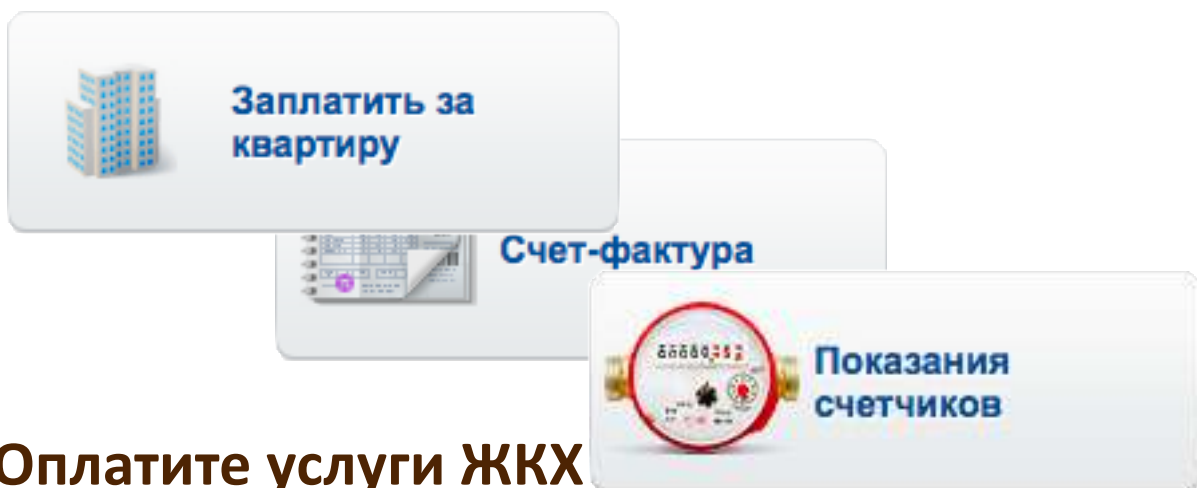 Заплатить за
квартиру
Счет-фактура
Показания
счетчиков
Оплатите услуги ЖКХ